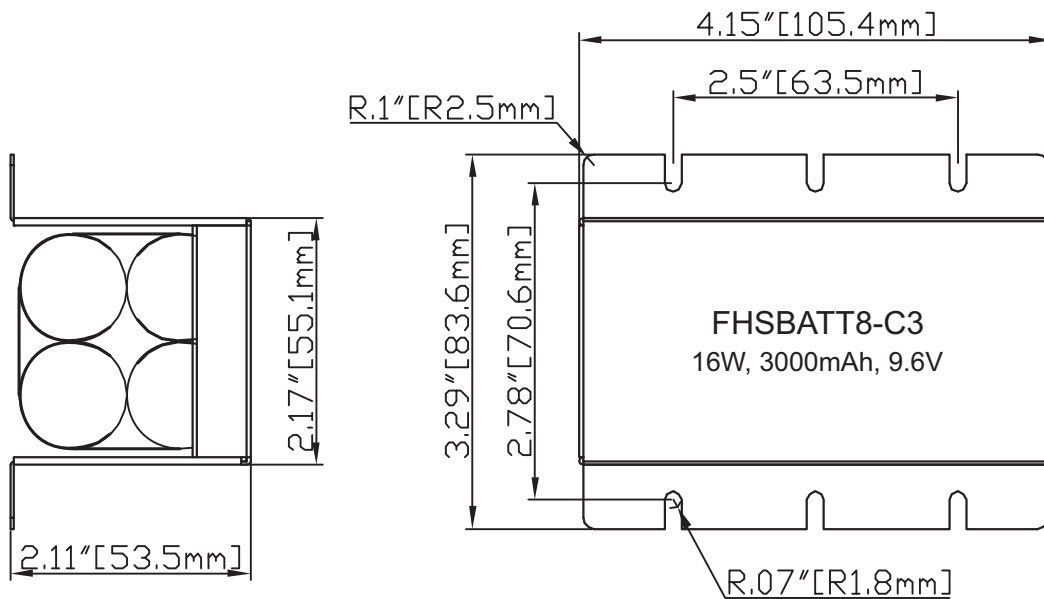 4.15"[105.4mm]
2.5"[63.5mm]
R.1"[R2.5mm]
2.17"[55.1mm]
3.29"[83.6mm]
2.78"[70.6mm]
FHSBATT8-C3
16W, 3000mAh, 9.6V
2.11"[53.5mm]
R.07"[R1.8mm]